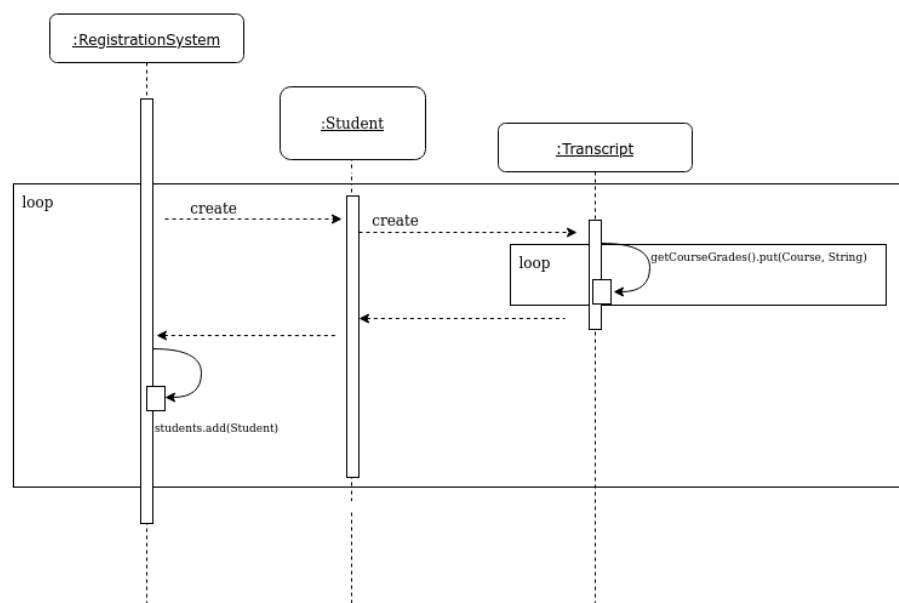 :RegistrationSystem
:Student
:Transcript
loop
create
create
loop
getCourseGrades().put(Course, String)
students.add(Student)